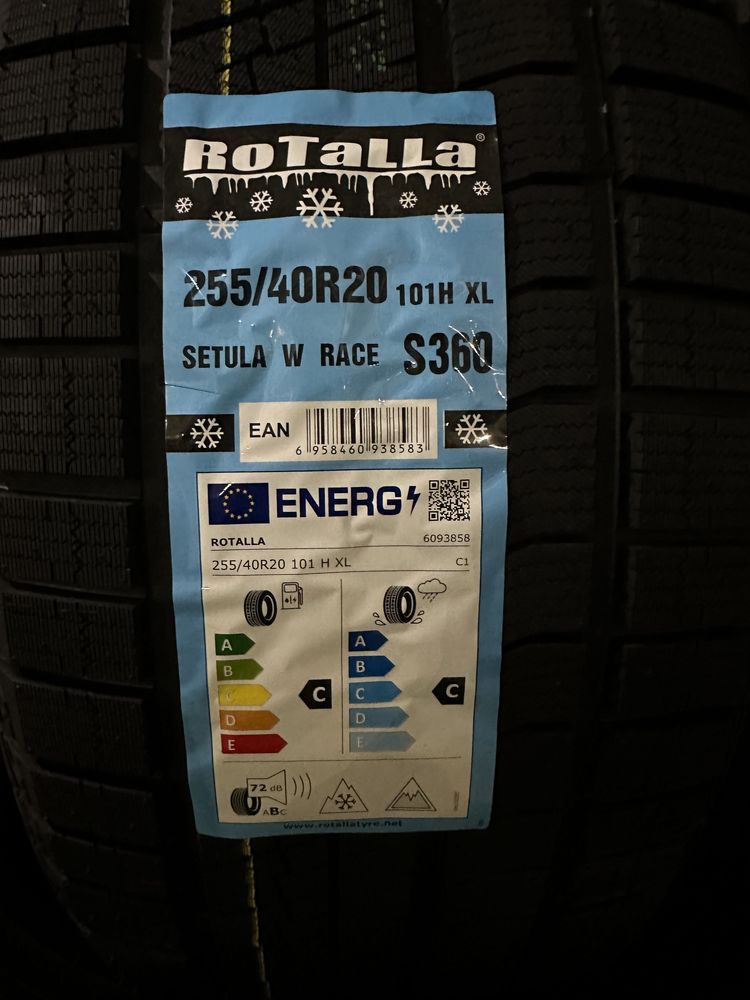 RoTaLLa®
255/40R20 101H XL
SETULA W RACE S360
EAN
6 958460 938583
ENERG
ROTALLA 6093858
255/40R20 101 H XL C1
A A
B B
C C C C
D D
E E
72 dB
ABC
www.rotallatyre.net